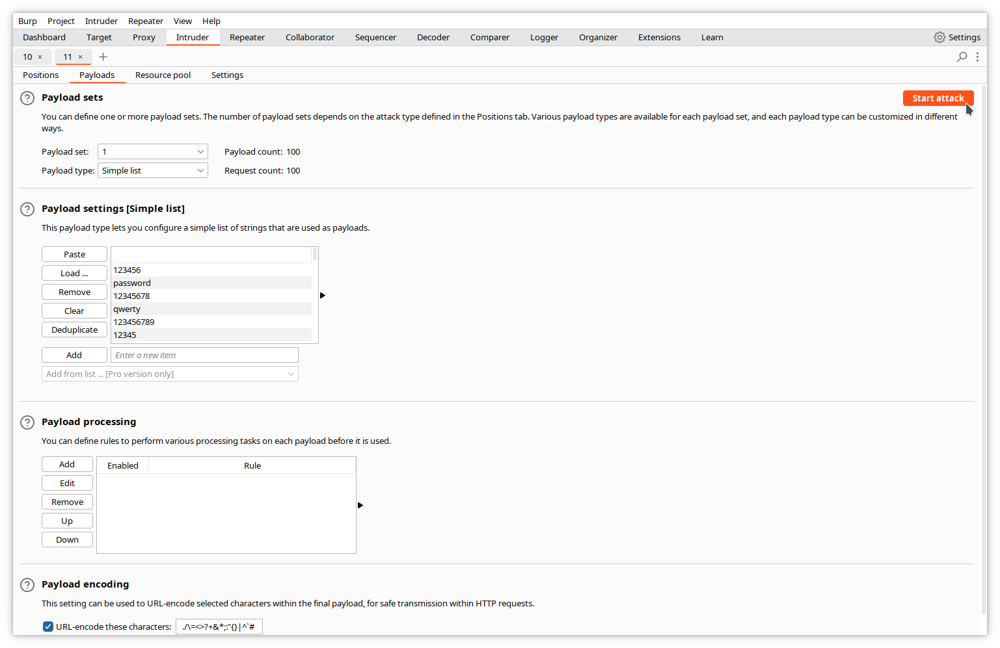 Burp Project Intruder Repeater View Help
Dashboard Target Proxy Intruder Repeater Collaborator Sequencer Decoder Comparer Logger Organizer Extensions Learn Settings
10 × 11 × +
Positions Payloads Resource pool Settings
? Payload sets Start attack
You can define one or more payload sets. The number of payload sets depends on the attack type defined in the Positions tab. Various payload types are available for each payload set, and each payload type can be customized in different
ways.
Payload set: 1 Payload count: 100
Payload type: Simple list Request count: 100
? Payload settings [Simple list]
This payload type lets you configure a simple list of strings that are used as payloads.
Paste
Load ... 123456
Remove password
Clear 12345678
Deduplicate qwerty
123456789
12345
Add Enter a new item
Add from list ... [Pro version only]
? Payload processing
You can define rules to perform various processing tasks on each payload before it is used.
Add Enabled Rule
Edit
Remove
Up
Down
? Payload encoding
This setting can be used to URL-encode selected characters within the final payload, for safe transmission within HTTP requests.
URL-encode these characters: ./\=<>?+&*;:"{}|^`#